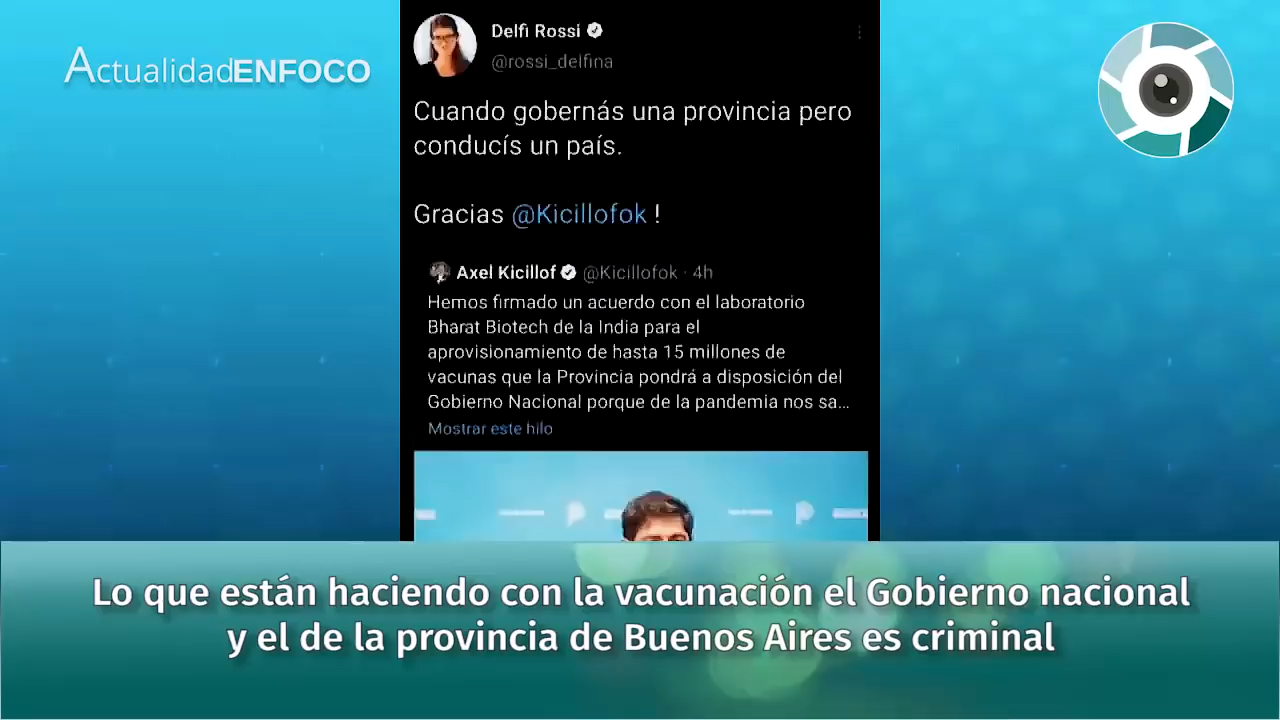 ActualidadENFOCO
Delfi Rossi
@rossi_delfina
Cuando gobernás una provincia pero
conducís un país.
Gracias @Kicillofok !
Axel Kicillof @Kicillofok · 4h
Hemos firmado un acuerdo con el laboratorio
Bharat Biotech de la India para el
aprovisionamiento de hasta 15 millones de
vacunas que la Provincia pondrá a disposición del
Gobierno Nacional porque de la pandemia nos sa...
Mostrar este hilo
Lo que están haciendo con la vacunación el Gobierno nacional
y el de la provincia de Buenos Aires es criminal